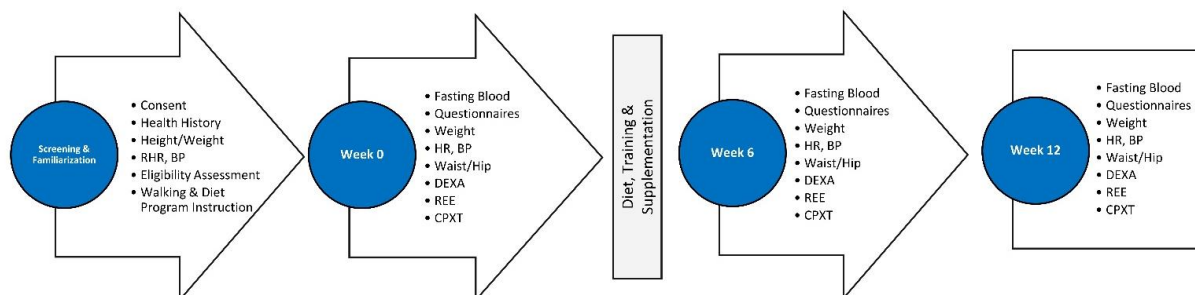 Screening
& Familiarization
• Consent
• Health History
• Height/Weight
• RHR, BP
• Eligibility Assessment
• Walking & Diet
Program Instruction
Week 0
• Fasting Blood
• Questionnaires
• Weight
• HR, BP
• Waist/Hip
• DEXA
• REE
• CPXT
Diet, Training &
Supplementation
Week 6
• Fasting Blood
• Questionnaires
• Weight
• HR, BP
• Waist/Hip
• DEXA
• REE
• CPXT
Week 12
• Fasting Blood
• Questionnaires
• Weight
• HR, BP
• Waist/Hip
• DEXA
• REE
• CPXT